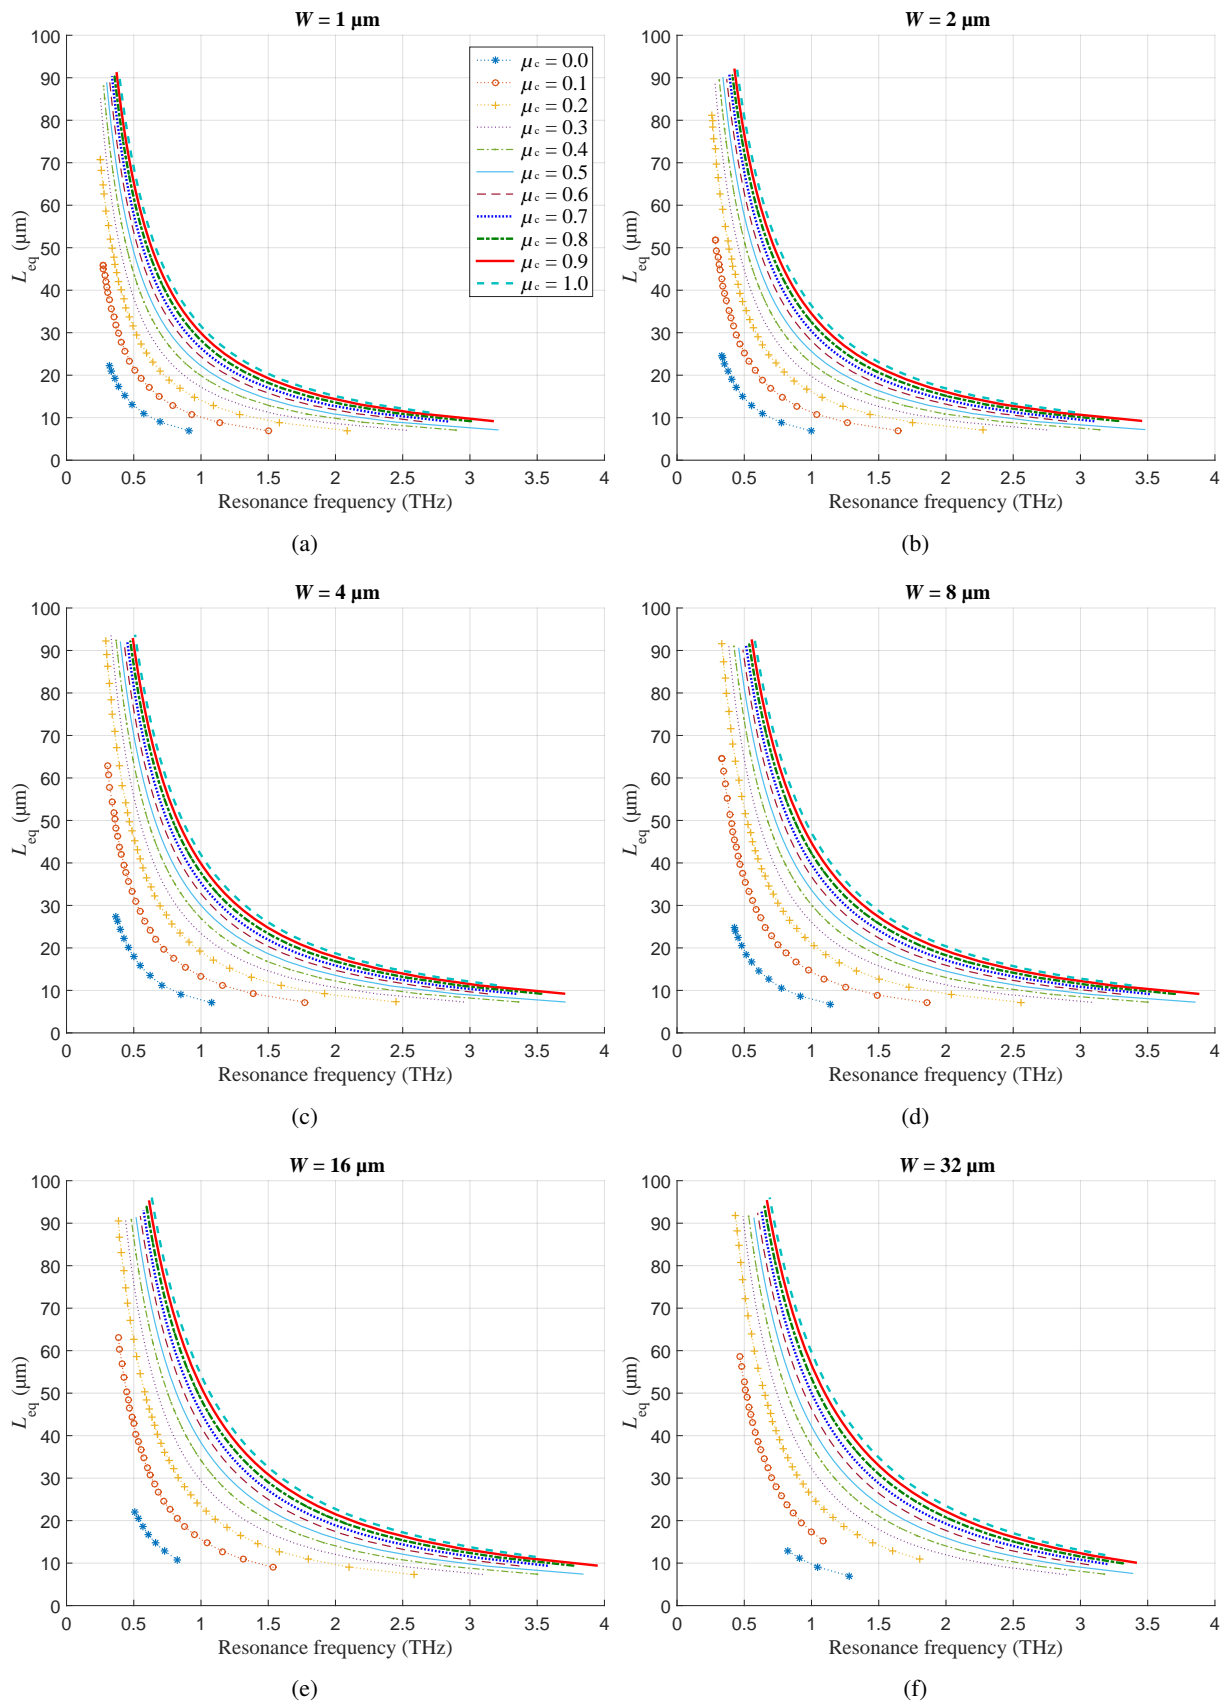 W = 1 μm
100
90
80
70
60
50
40
30
20
10
0
L eq (μm)
0 0.5 1 1.5 2 2.5 3 3.5 4
Resonance frequency (THz)
μc = 0.0
μc = 0.1
μc = 0.2
μc = 0.3
μc = 0.4
μc = 0.5
μc = 0.6
μc = 0.7
μc = 0.8
μc = 0.9
μc = 1.0
(a)
W = 2 μm
100
90
80
70
60
50
40
30
20
10
0
L eq (μm)
0 0.5 1 1.5 2 2.5 3 3.5 4
Resonance frequency (THz)
(b)
W = 4 μm
100
90
80
70
60
50
40
30
20
10
0
L eq (μm)
0 0.5 1 1.5 2 2.5 3 3.5 4
Resonance frequency (THz)
(c)
W = 8 μm
100
90
80
70
60
50
40
30
20
10
0
L eq (μm)
0 0.5 1 1.5 2 2.5 3 3.5 4
Resonance frequency (THz)
(d)
W = 16 μm
100
90
80
70
60
50
40
30
20
10
0
L eq (μm)
0 0.5 1 1.5 2 2.5 3 3.5 4
Resonance frequency (THz)
(e)
W = 32 μm
100
90
80
70
60
50
40
30
20
10
0
L eq (μm)
0 0.5 1 1.5 2 2.5 3 3.5 4
Resonance frequency (THz)
(f)